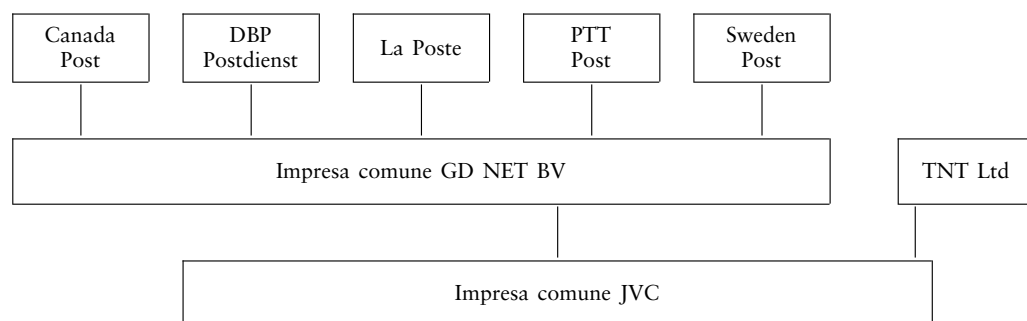 Canada
Post
DBP
Postdienst
La Poste
PTT
Post
Sweden
Post
Impresa comune GD NET BV
TNT Ltd
Impresa comune JVC